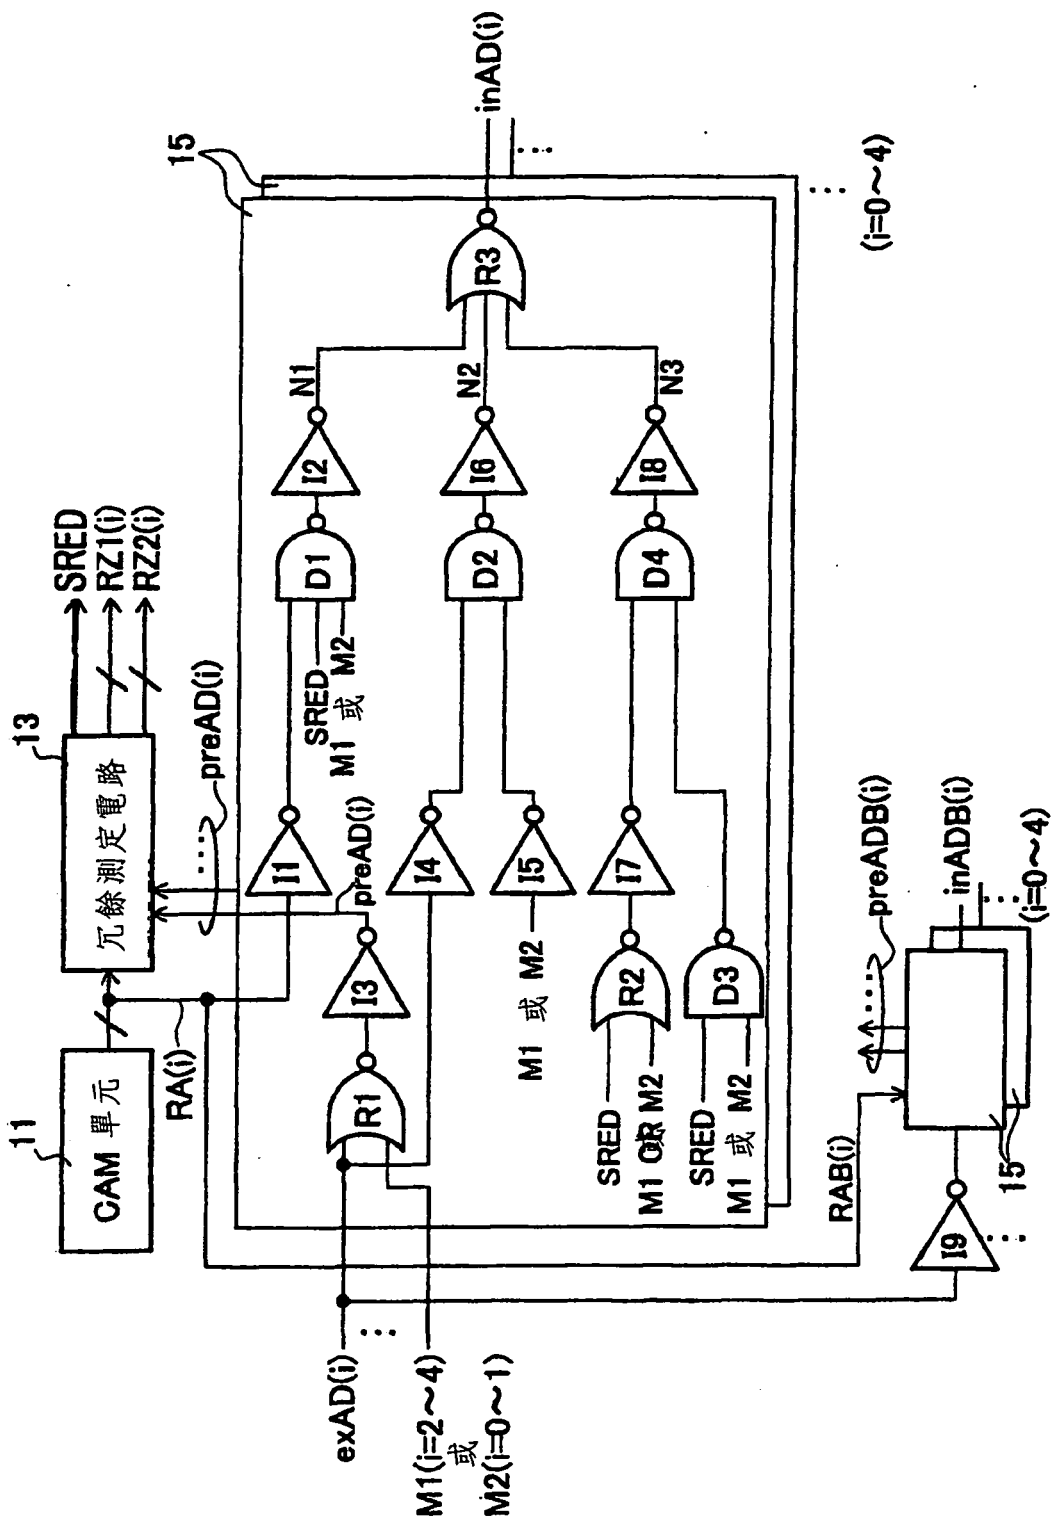 11
CAM 單元
13
冗餘測定電路
SRED
RZ1(i)
RZ2(i)
RA(i)
preAD(i)
15
I1
SRED
M1 或 M2
D1
I2
N1
exAD(i)
M1(i=2~4)
或
M2(i=0~1)
R1
I3
preAD(i)
I4
I5
M1 或 M2
D2
I6
N2
R3
inAD(i)
SRED
M1 OR M2
R2
I7
SRED
M1 或 M2
D3
D4
I8
N3
(i=0~4)
RAB(i)
preADB(i)
I9
15
inADB(i)
(i=0~4)